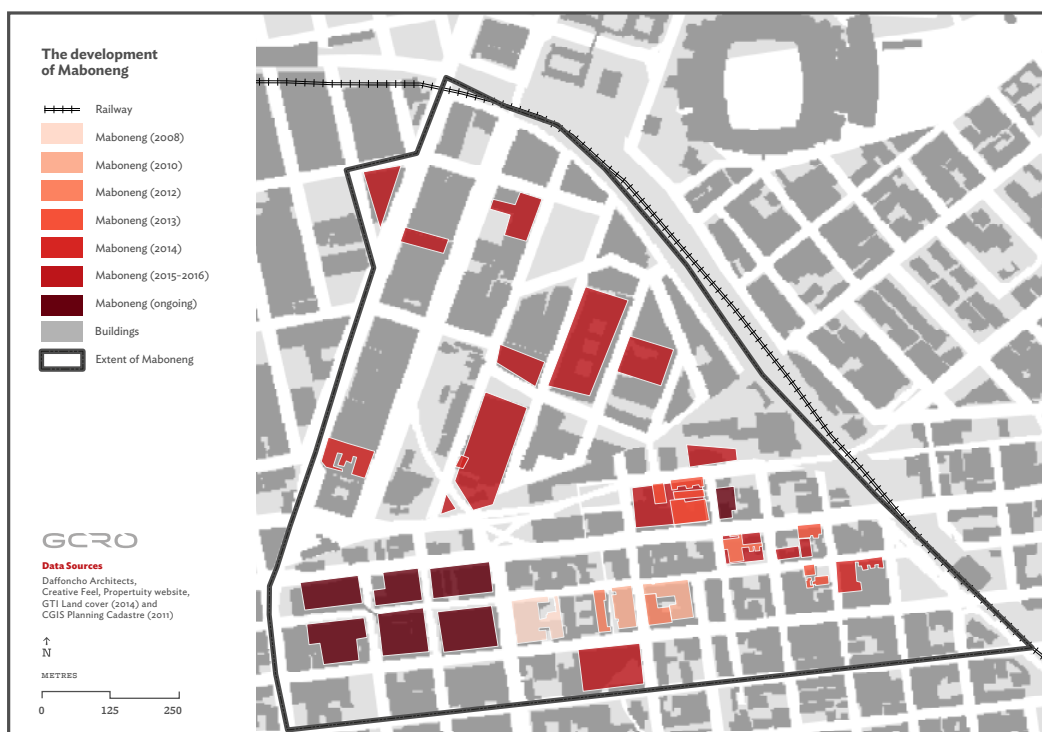 The development
of Maboneng
Railway
Maboneng (2008)
Maboneng (2010)
Maboneng (2012)
Maboneng (2013)
Maboneng (2014)
Maboneng (2015–2016)
Maboneng (ongoing)
Buildings
Extent of Maboneng
GCRO
Data Sources
Daffoncho Architects,
Creative Feel, Propertuity website,
GTI Land cover (2014) and
CGIS Planning Cadastre (2011)
N
METRES
0 125 250